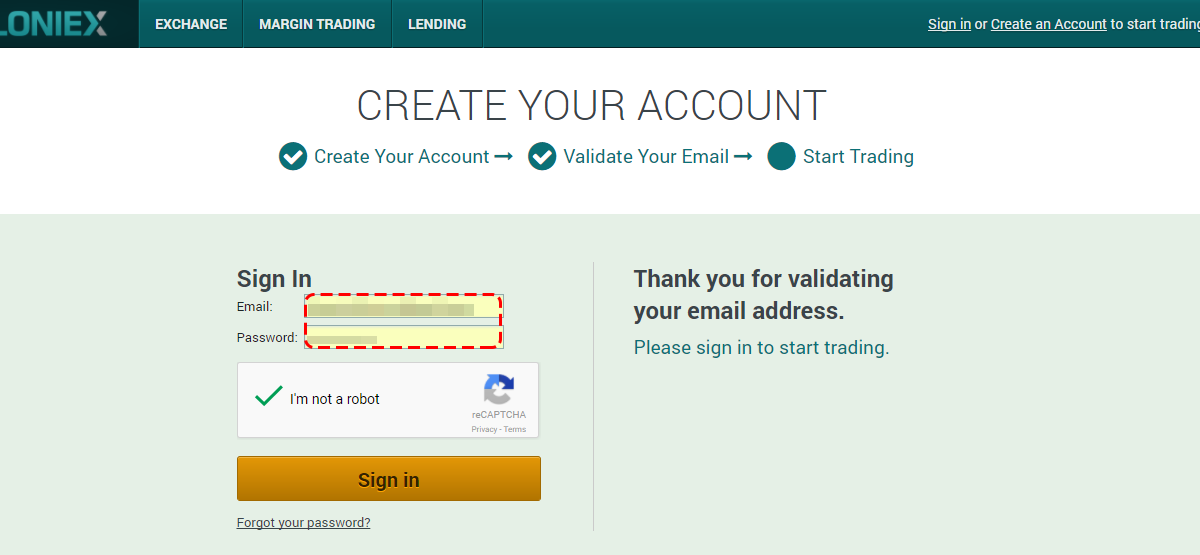 LONIEX EXCHANGE MARGIN TRADING LENDING Sign in or Create an Account to start trading
CREATE YOUR ACCOUNT
Create Your Account → Validate Your Email → Start Trading
Sign In
Email:
Password:
I'm not a robot
reCAPTCHA
Privacy - Terms
Sign in
Forgot your password?
Thank you for validating
your email address.
Please sign in to start trading.